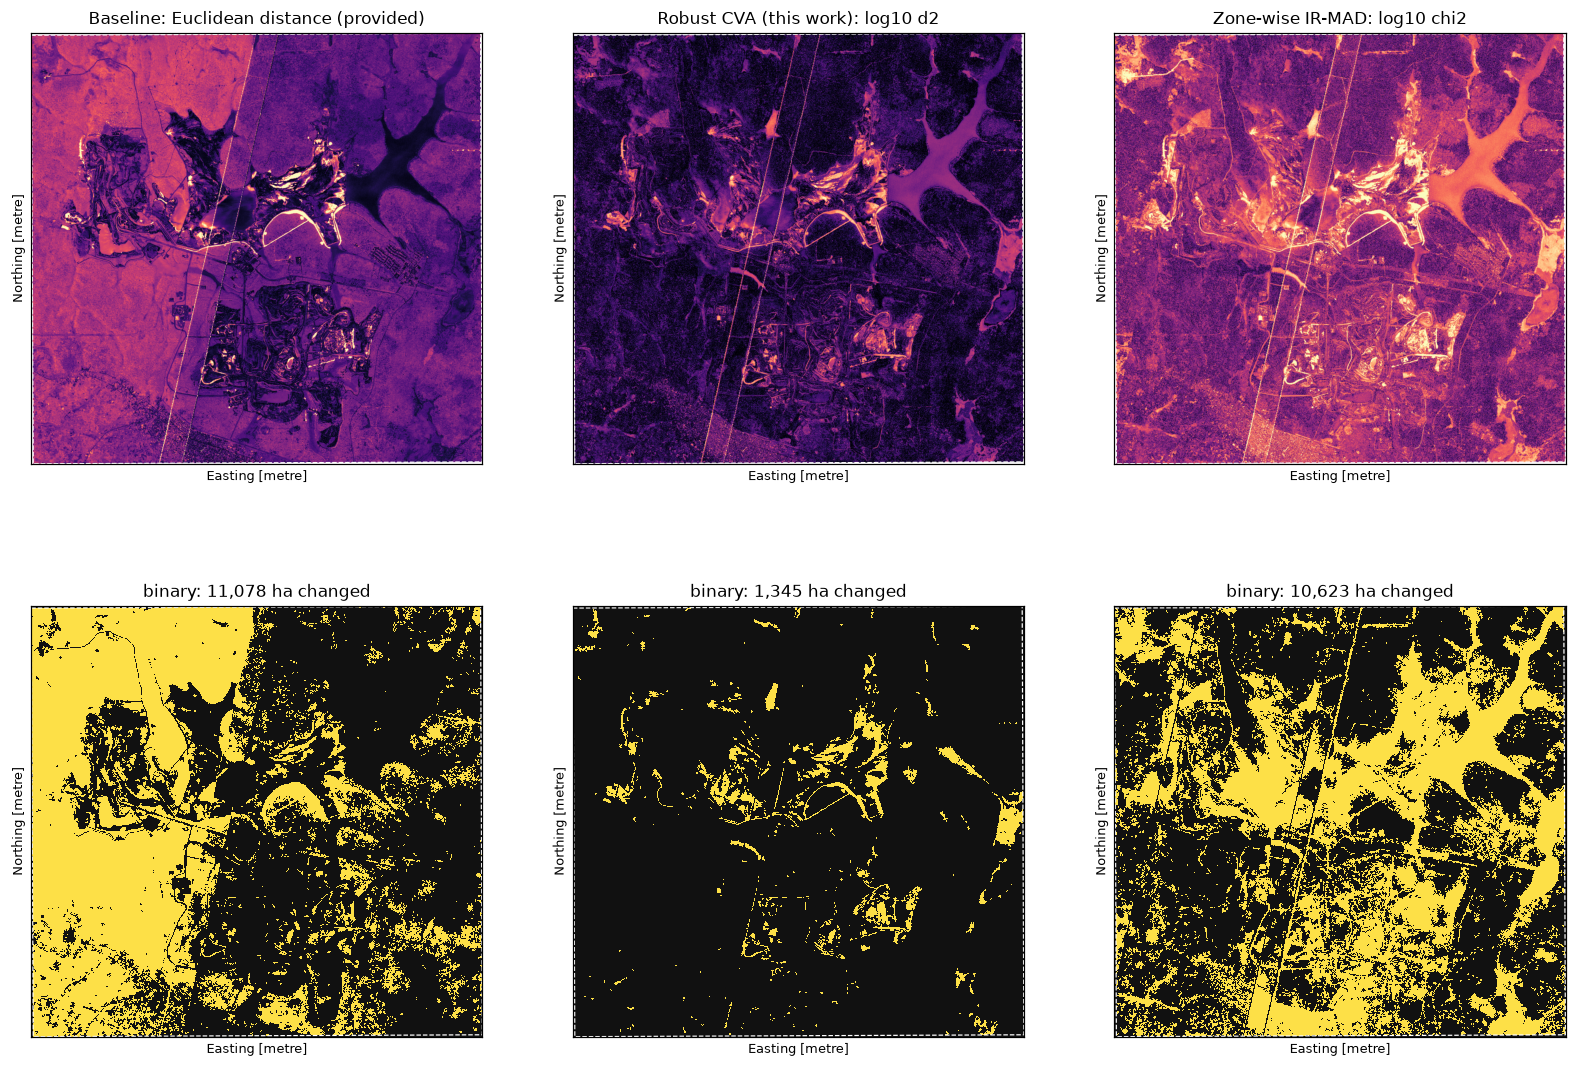 Baseline: Euclidean distance (provided)
Robust CVA (this work): log10 d2
Zone-wise IR-MAD: log10 chi2
Northing [metre]
Northing [metre]
Northing [metre]
Easting [metre]
Easting [metre]
Easting [metre]
binary: 11,078 ha changed
binary: 1,345 ha changed
binary: 10,623 ha changed
Northing [metre]
Northing [metre]
Northing [metre]
Easting [metre]
Easting [metre]
Easting [metre]